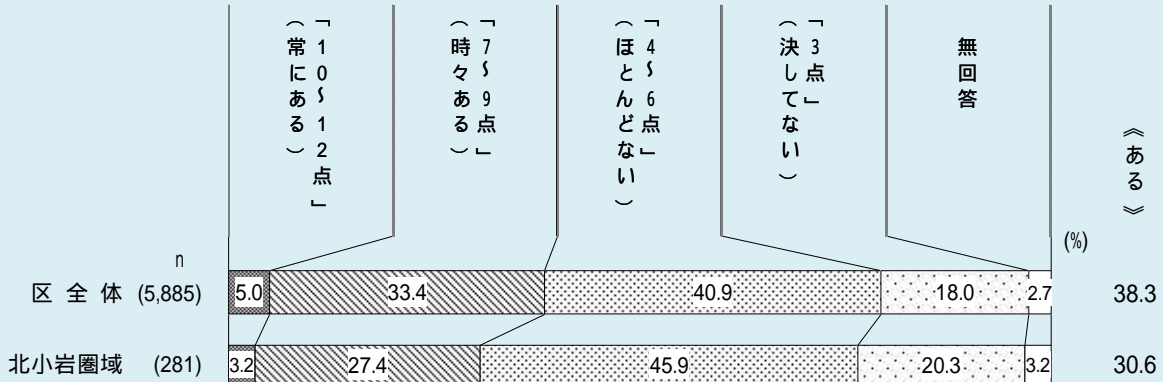 「10〜12点」
（常にある）
「7〜9点」
（時々ある）
「4〜6点」
（ほとんどない）
「3点」
（決してない）
無回答
《ある》
(%)
n
区全体 (5,885) 5.0 33.4 40.9 18.0 2.7 38.3
北小岩圏域 (281) 3.2 27.4 45.9 20.3 3.2 30.6